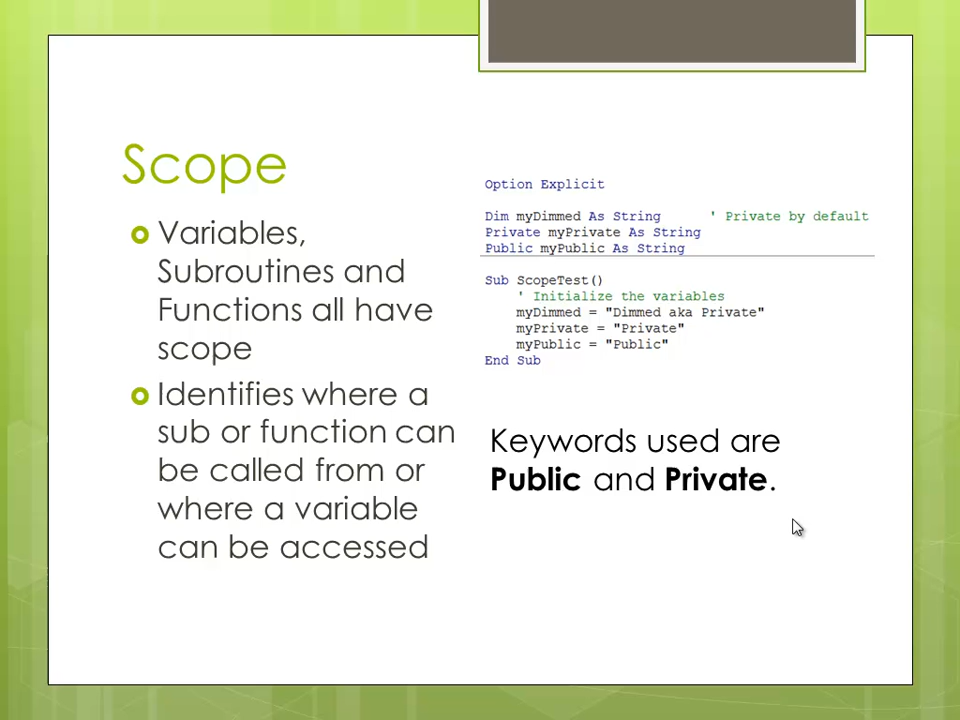 Scope
Variables,
Subroutines and
Functions all have
scope
Identifies where a
sub or function can
be called from or
where a variable
can be accessed
Option Explicit
Dim myDimmed As String ' Private by default
Private myPrivate As String
Public myPublic As String
Sub ScopeTest()
' Initialize the variables
myDimmed = "Dimmed aka Private"
myPrivate = "Private"
myPublic = "Public"
End Sub
Keywords used are
Public and Private.